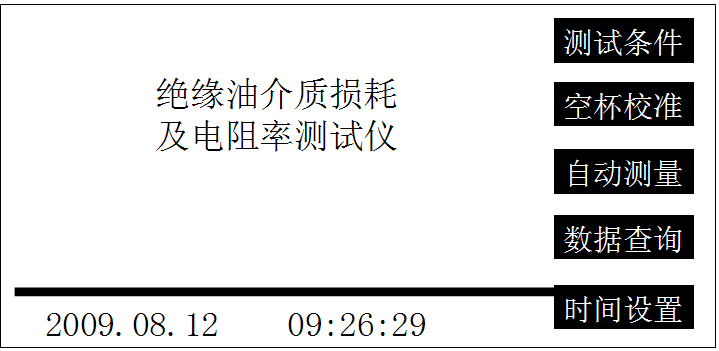 绝缘油介质损耗
及电阻率测试仪
测试条件
空杯校准
自动测量
数据查询
时间设置
2009.08.12 09:26:29